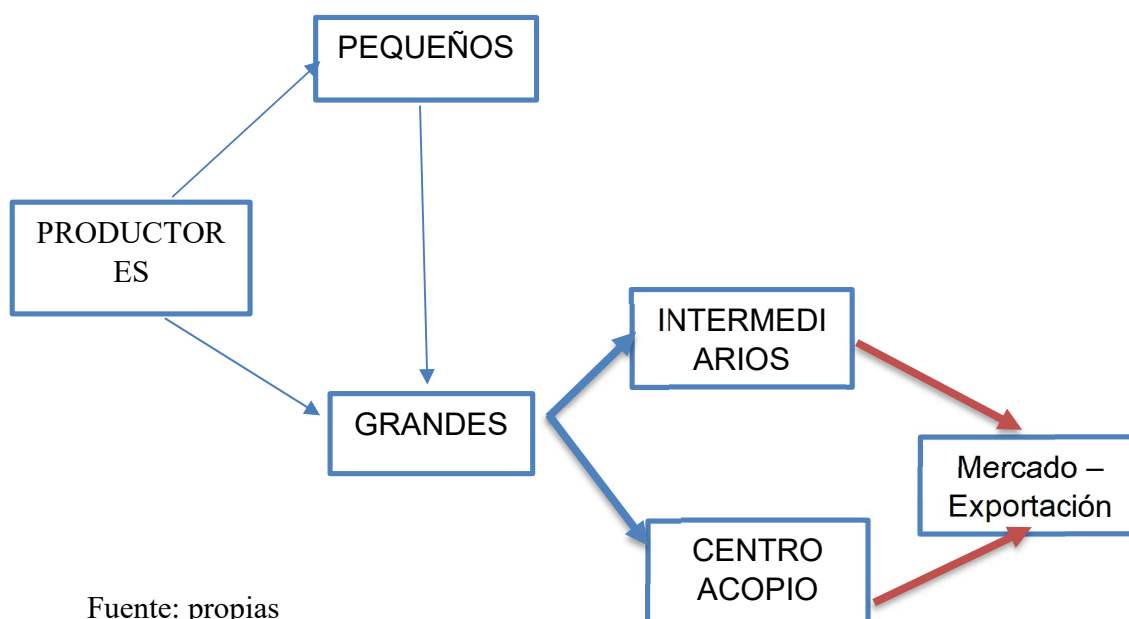 PEQUEÑOS
PRODUCTOR
ES
GRANDES
INTERMEDI
ARIOS
Mercado –
Exportación
CENTRO
ACOPIO
Fuente: propias